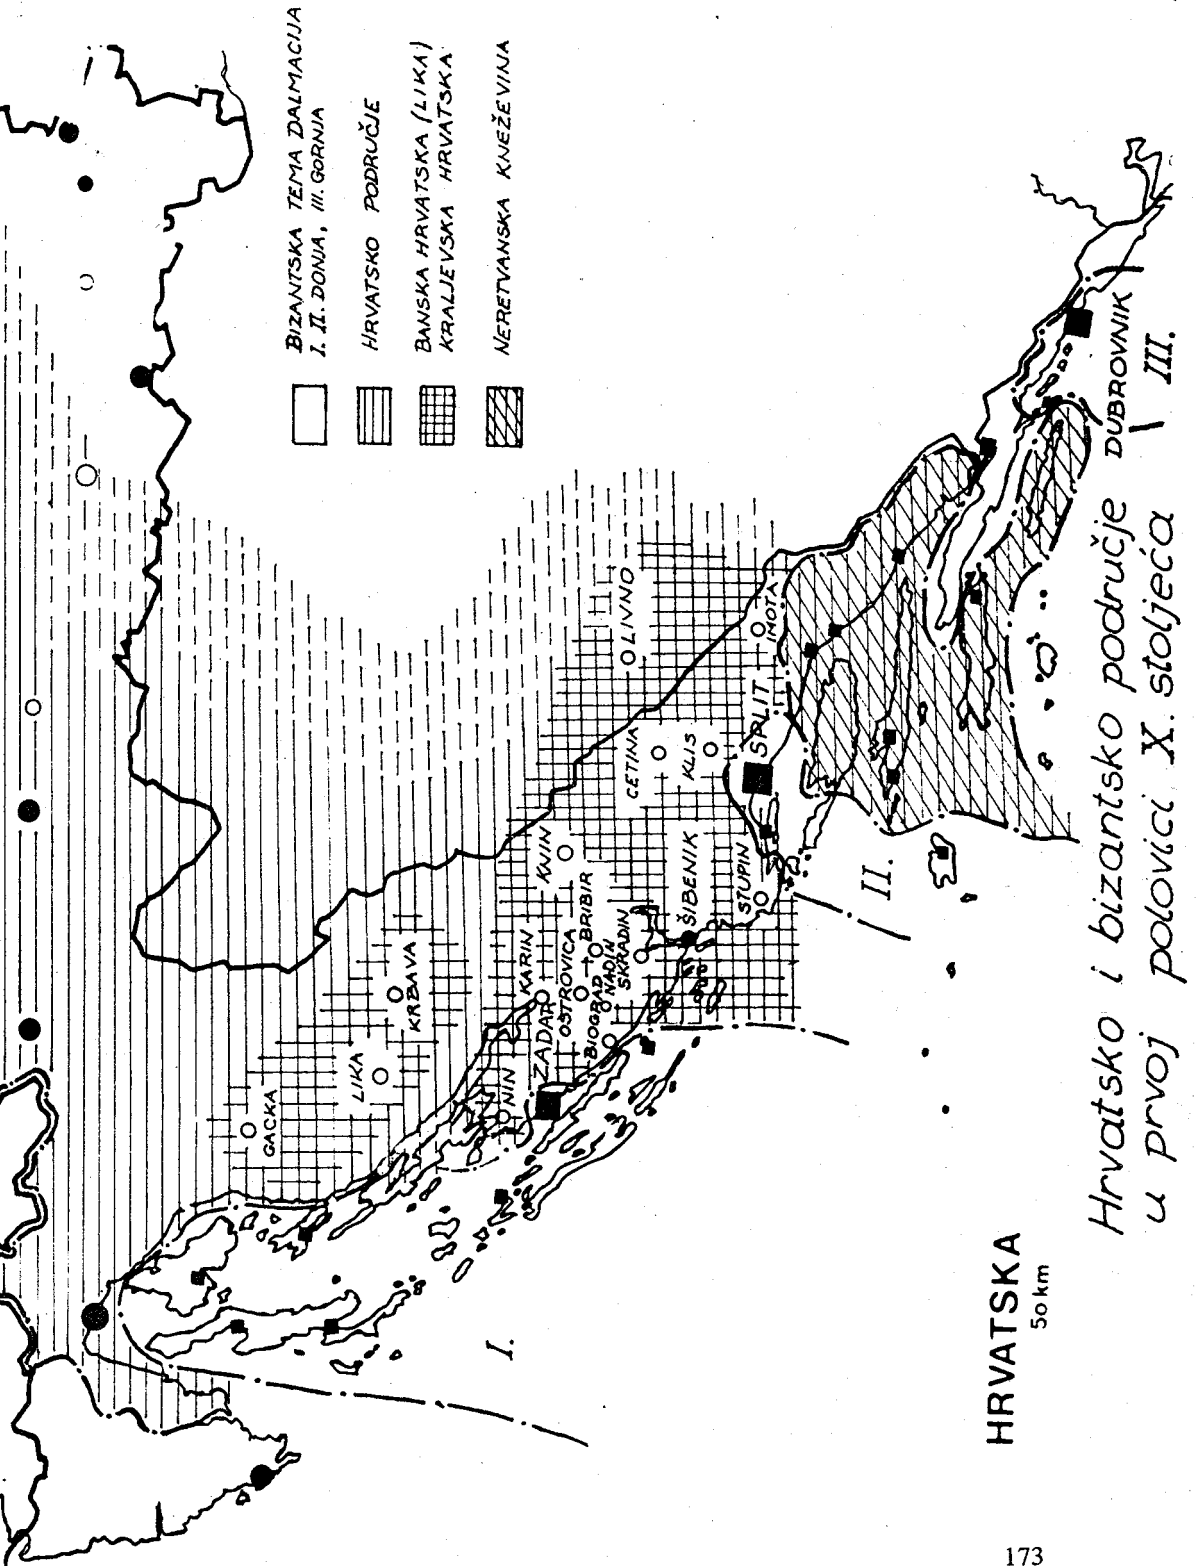 BIZANTSKA TEMA DALMACIJA
I. II. DONJA, III. GORNJA
HRVATSKO PODRUČJE
BANSKA HRVATSKA (LIKA)
KRALJEVSKA HRVATSKA
NERETVANSKA KNEŽEVINA
GACKA
LIKA
KRBAVA
NIN
ZADAR
KARIN
OSTROVICA
KNIN
BIOGRAD
NADIN
BRIBIR
SKRADIN
ŠIBENIK
STUPIN
CETINA
KLIS
SPLIT
LIVNO
IMOTA
DUBROVNIK
I.
II.
III.
HRVATSKA
50 km
Hrvatsko i bizantsko područje
u prvoj polovici X. stoljeća
173